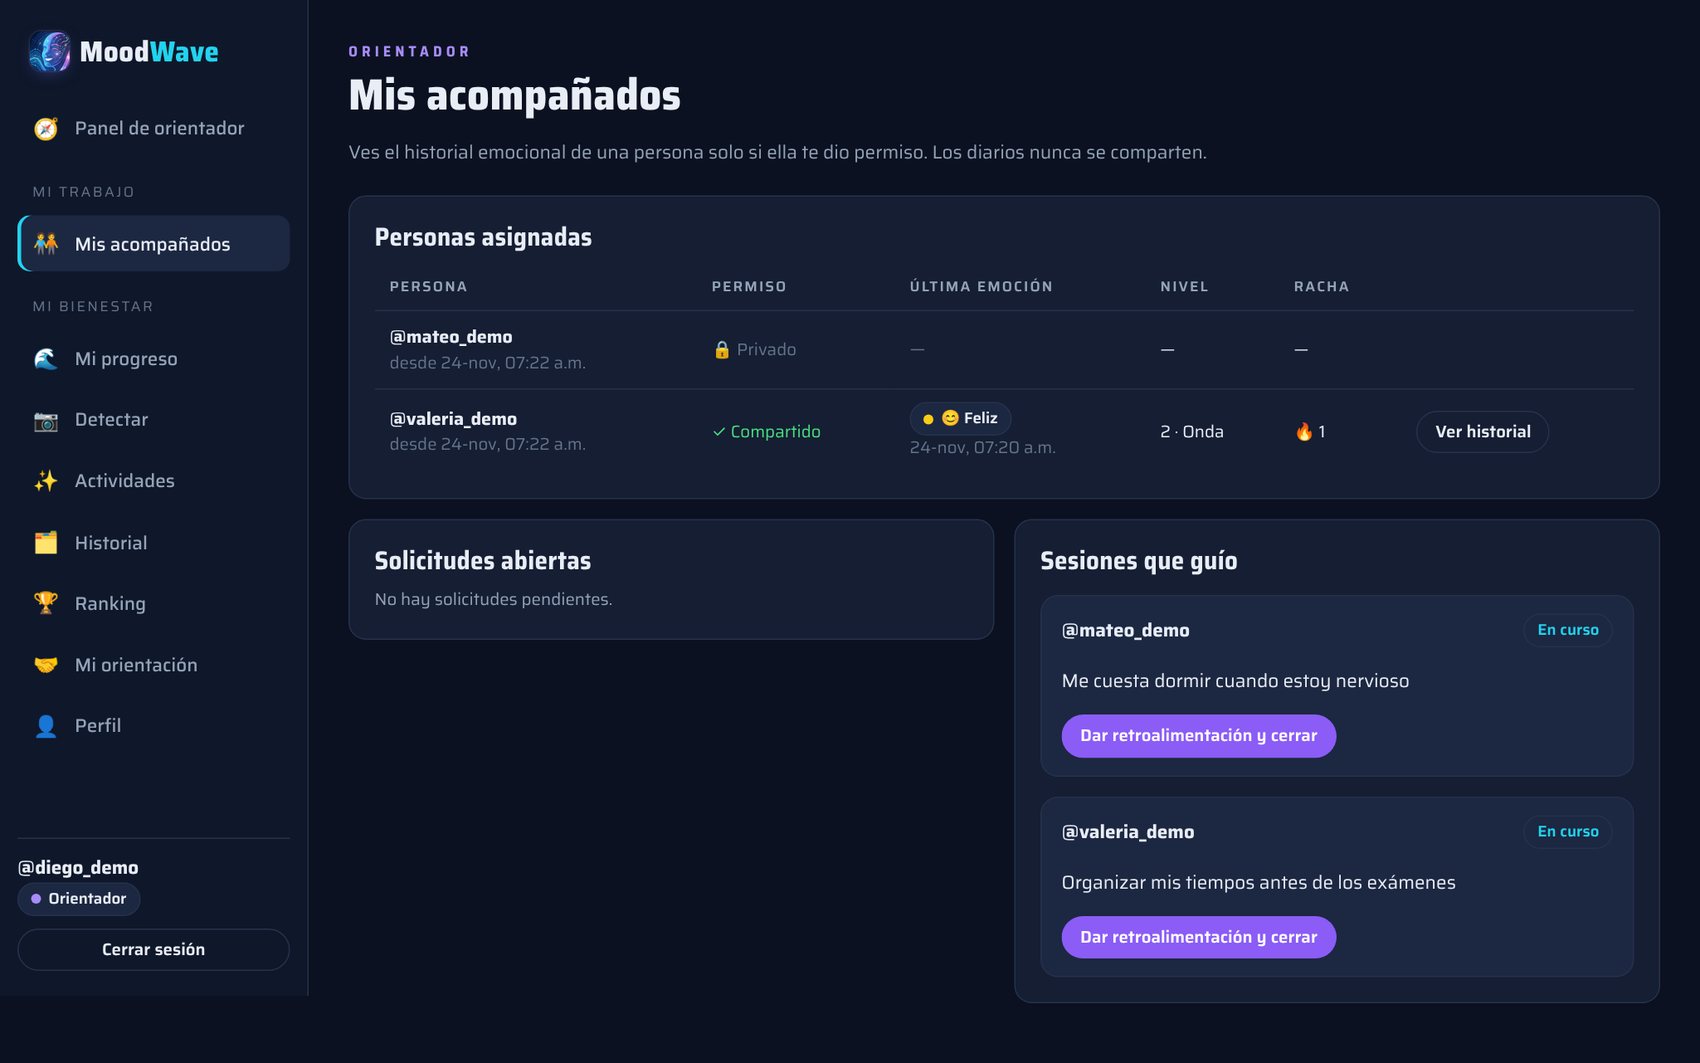 MoodWave
Panel de orientador
MI TRABAJO
Mis acompañados
MI BIENESTAR
Mi progreso
Detectar
Actividades
Historial
Ranking
Mi orientación
Perfil
@diego_demo
Orientador
Cerrar sesión
ORIENTADOR
Mis acompañados
Ves el historial emocional de una persona solo si ella te dio permiso. Los diarios nunca se comparten.
Personas asignadas
PERSONA PERMISO ÚLTIMA EMOCIÓN NIVEL RACHA
@mateo_demo
desde 24-nov, 07:22 a.m.
🔒 Privado — — —
@valeria_demo
desde 24-nov, 07:22 a.m.
✓ Compartido
😊 Feliz
24-nov, 07:20 a.m.
2 · Onda
🔥 1
Ver historial
Solicitudes abiertas
No hay solicitudes pendientes.
Sesiones que guío
@mateo_demo
En curso
Me cuesta dormir cuando estoy nervioso
Dar retroalimentación y cerrar
@valeria_demo
En curso
Organizar mis tiempos antes de los exámenes
Dar retroalimentación y cerrar